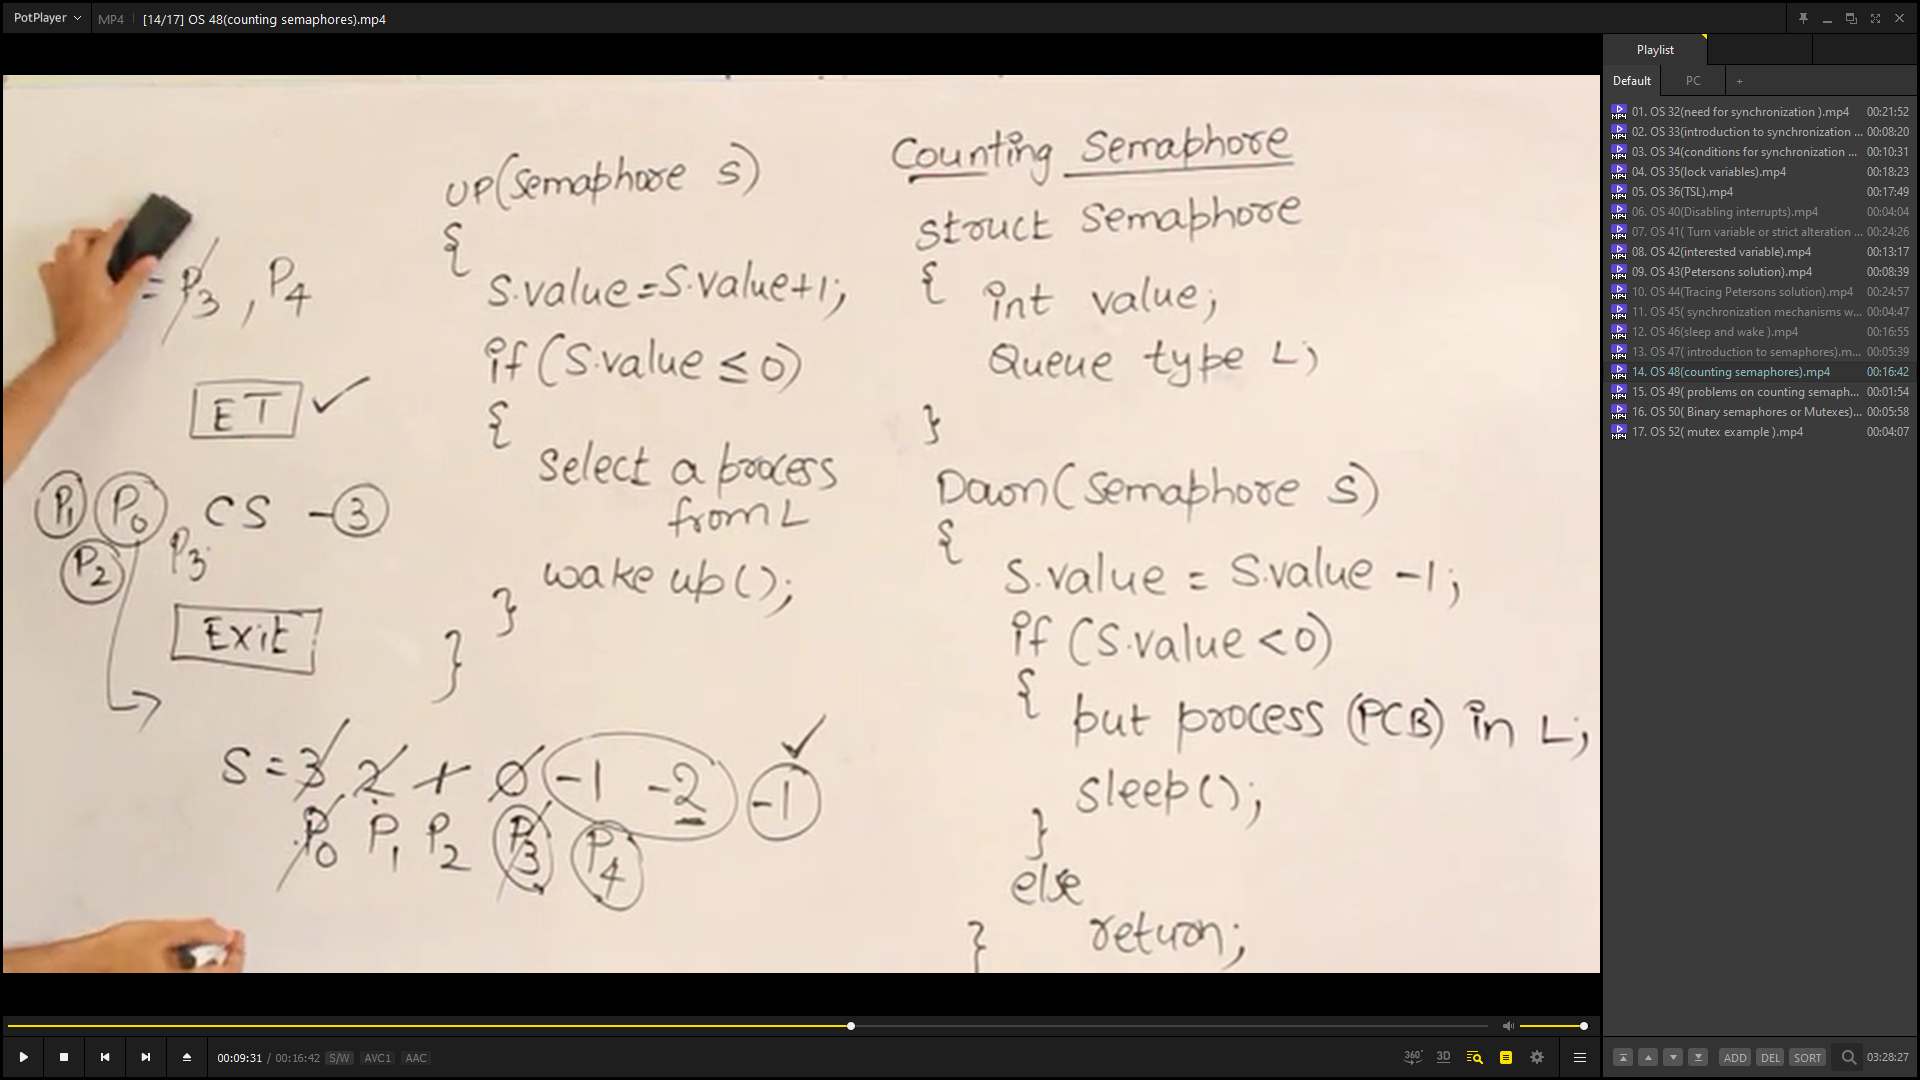 PotPlayer
MP4
[14/17] OS 48(counting semaphores).mp4
= P3 , P4
ET
P1 P0 CS -3
P2 P3
Exit
UP(Semaphore S)
{
S.value=S.value+1;
if (S.value ≤ 0)
{
select a process
from L
wake up();
}
}
S = 3 2 1 0 -1 -2 -1
P0 P1 P2 P3 P4
Counting Semaphore
struct Semaphore
{ int value;
Queue type L;
}
Down(Semaphore S)
{
S.value = S.value -1;
if (S.value < 0)
{ put process (PCB) in L;
sleep();
}
else
return;
}
Playlist
Default PC +
01. OS 32(need for synchronization ).mp4 00:21:52
02. OS 33(introduction to synchronization ... 00:08:20
03. OS 34(conditions for synchronization ... 00:10:31
04. OS 35(lock variables).mp4 00:18:23
05. OS 36(TSL).mp4 00:17:49
06. OS 40(Disabling interrupts).mp4 00:04:04
07. OS 41( Turn variable or strict alteration ... 00:24:26
08. OS 42(interested variable).mp4 00:13:17
09. OS 43(Petersons solution).mp4 00:08:39
10. OS 44(Tracing Petersons solution).mp4 00:24:57
11. OS 45( synchronization mechanisms w... 00:04:47
12. OS 46(sleep and wake ).mp4 00:16:55
13. OS 47( introduction to semaphores).m... 00:05:39
14. OS 48(counting semaphores).mp4 00:16:42
15. OS 49( problems on counting semaph... 00:01:54
16. OS 50( Binary semaphores or Mutexes)... 00:05:58
17. OS 52( mutex example ).mp4 00:04:07
00:09:31 / 00:16:42 S/W AVC1 AAC
360° 3D
ADD DEL SORT 03:28:27